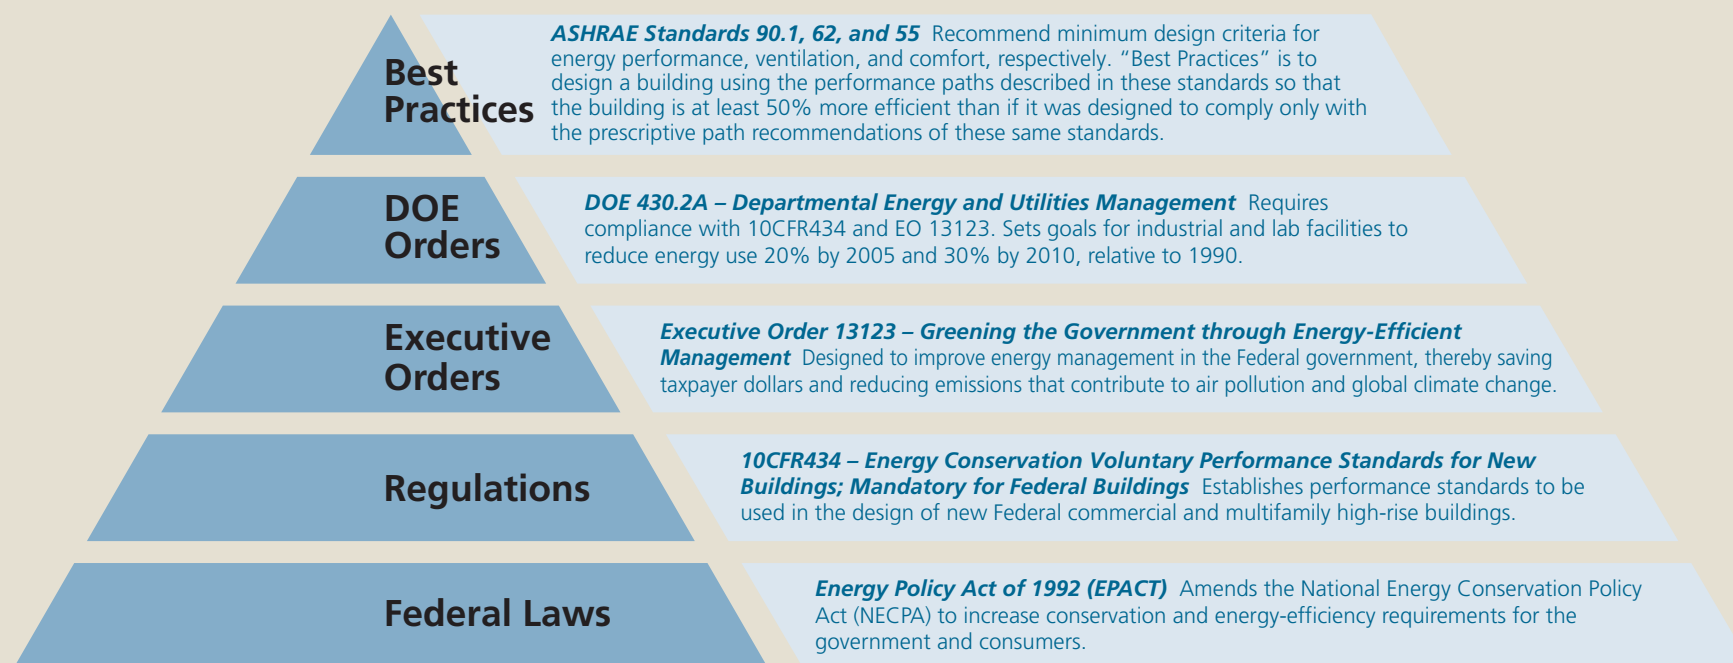 Best
Practices
ASHRAE Standards 90.1, 62, and 55 Recommend minimum design criteria for
energy performance, ventilation, and comfort, respectively. “Best Practices” is to
design a building using the performance paths described in these standards so that
the building is at least 50% more efficient than if it was designed to comply only with
the prescriptive path recommendations of these same standards.
DOE
Orders
DOE 430.2A – Departmental Energy and Utilities Management Requires
compliance with 10CFR434 and EO 13123. Sets goals for industrial and lab facilities to
reduce energy use 20% by 2005 and 30% by 2010, relative to 1990.
Executive
Orders
Executive Order 13123 – Greening the Government through Energy-Efficient
Management Designed to improve energy management in the Federal government, thereby saving
taxpayer dollars and reducing emissions that contribute to air pollution and global climate change.
Regulations
10CFR434 – Energy Conservation Voluntary Performance Standards for New
Buildings; Mandatory for Federal Buildings Establishes performance standards to be
used in the design of new Federal commercial and multifamily high-rise buildings.
Federal Laws
Energy Policy Act of 1992 (EPACT) Amends the National Energy Conservation Policy
Act (NECPA) to increase conservation and energy-efficiency requirements for the
government and consumers.